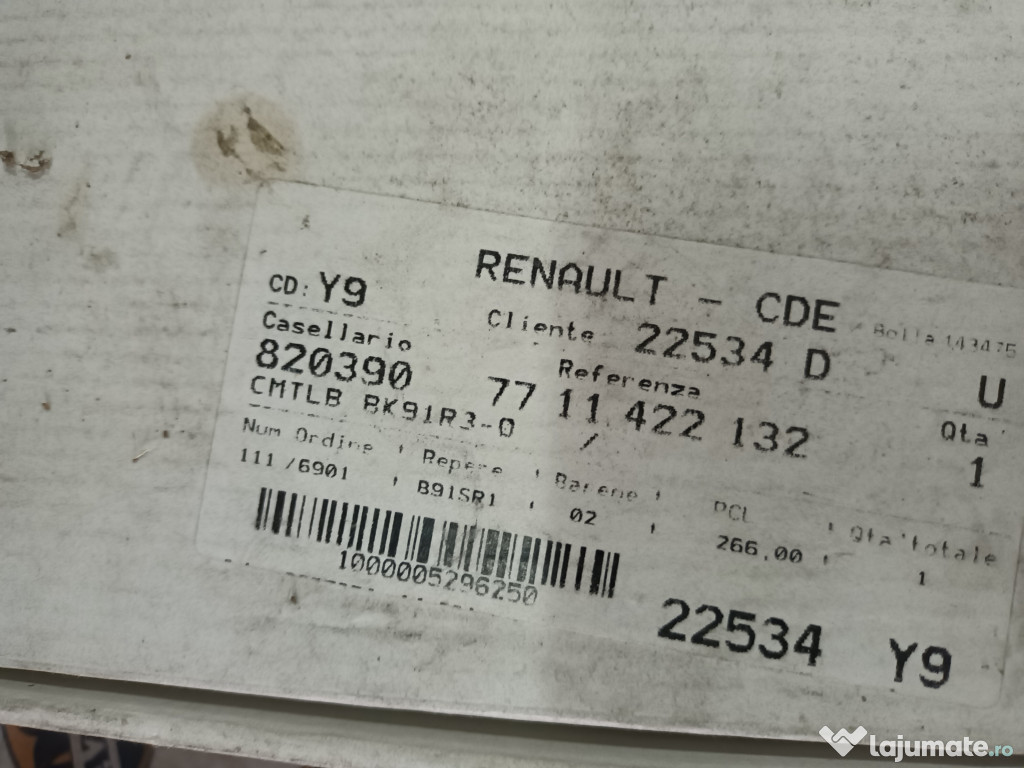 RENAULT - CDE
CD: Y9 Cliente 22534 D Bolla 143475 U
Casellario Referenza Qta'
820390 77 11 422 132 1
CMTLB BK91R3-0 /
Num Ordine ' Repere ' Barème ' PCL ' Qta'totale
111 /6901 ' B91SR1 ' 02 ' 266,00 ' 1
1000005296250
22534 Y9
lajumate.ro